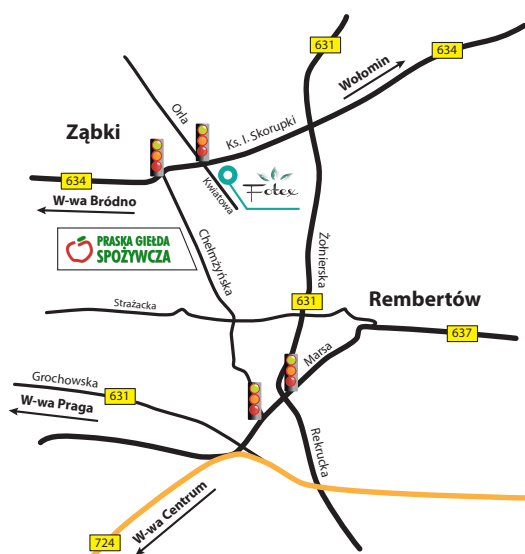 631
634
Wołomin
Orla
Ząbki
Ks. I. Skorupki
634
Kwiatowa
Fotex
W-wa Bródno
PRASKA GIEŁDA
SPOŻYWCZA
Chełmżyńska
Żołnierska
631
Rembertów
Strażacka
637
Marsa
Grochowska
631
W-wa Praga
Rekrucka
W-wa Centrum
724